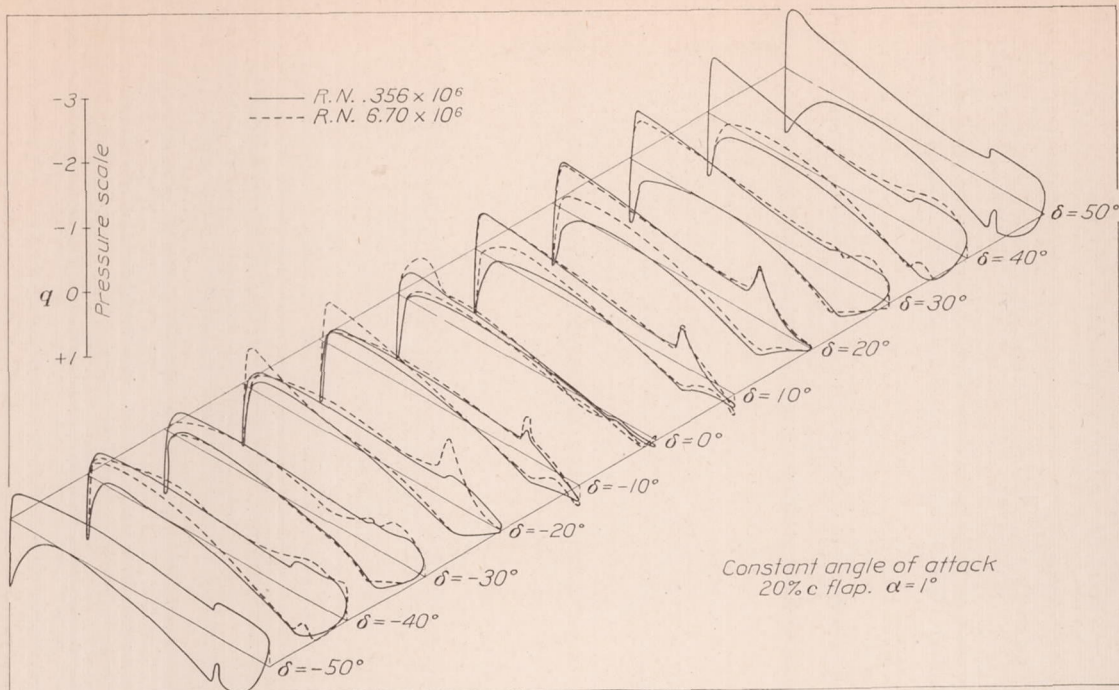 R.N. .356 × 10⁶
R.N. 6.70 × 10⁶
-3
-2
-1
q 0
+1
Pressure scale
δ=50°
δ=40°
δ=30°
δ=20°
δ=10°
δ=0°
δ=-10°
δ=-20°
δ=-30°
δ=-40°
δ=-50°
Constant angle of attack
20% c flap. α=1°